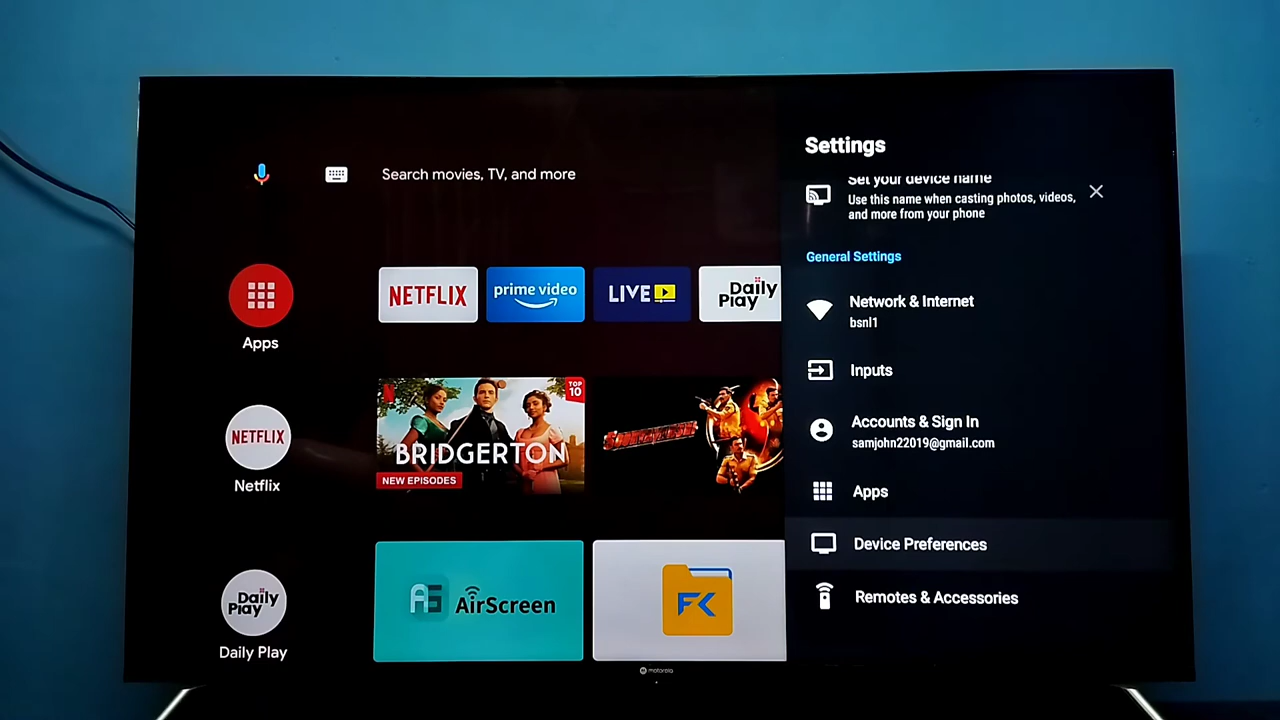 Search movies, TV, and more
Apps
NETFLIX
prime video
LIVE
Daily
Play
TOP
10
BRIDGERTON
NEW EPISODES
NETFLIX
Netflix
AS AirScreen
FK
Daily
Play
Daily Play
motorola
Settings
Set your device name
Use this name when casting photos, videos,
and more from your phone
General Settings
Network & Internet
bsnl1
Inputs
Accounts & Sign In
samjohn22019@gmail.com
Apps
Device Preferences
Remotes & Accessories